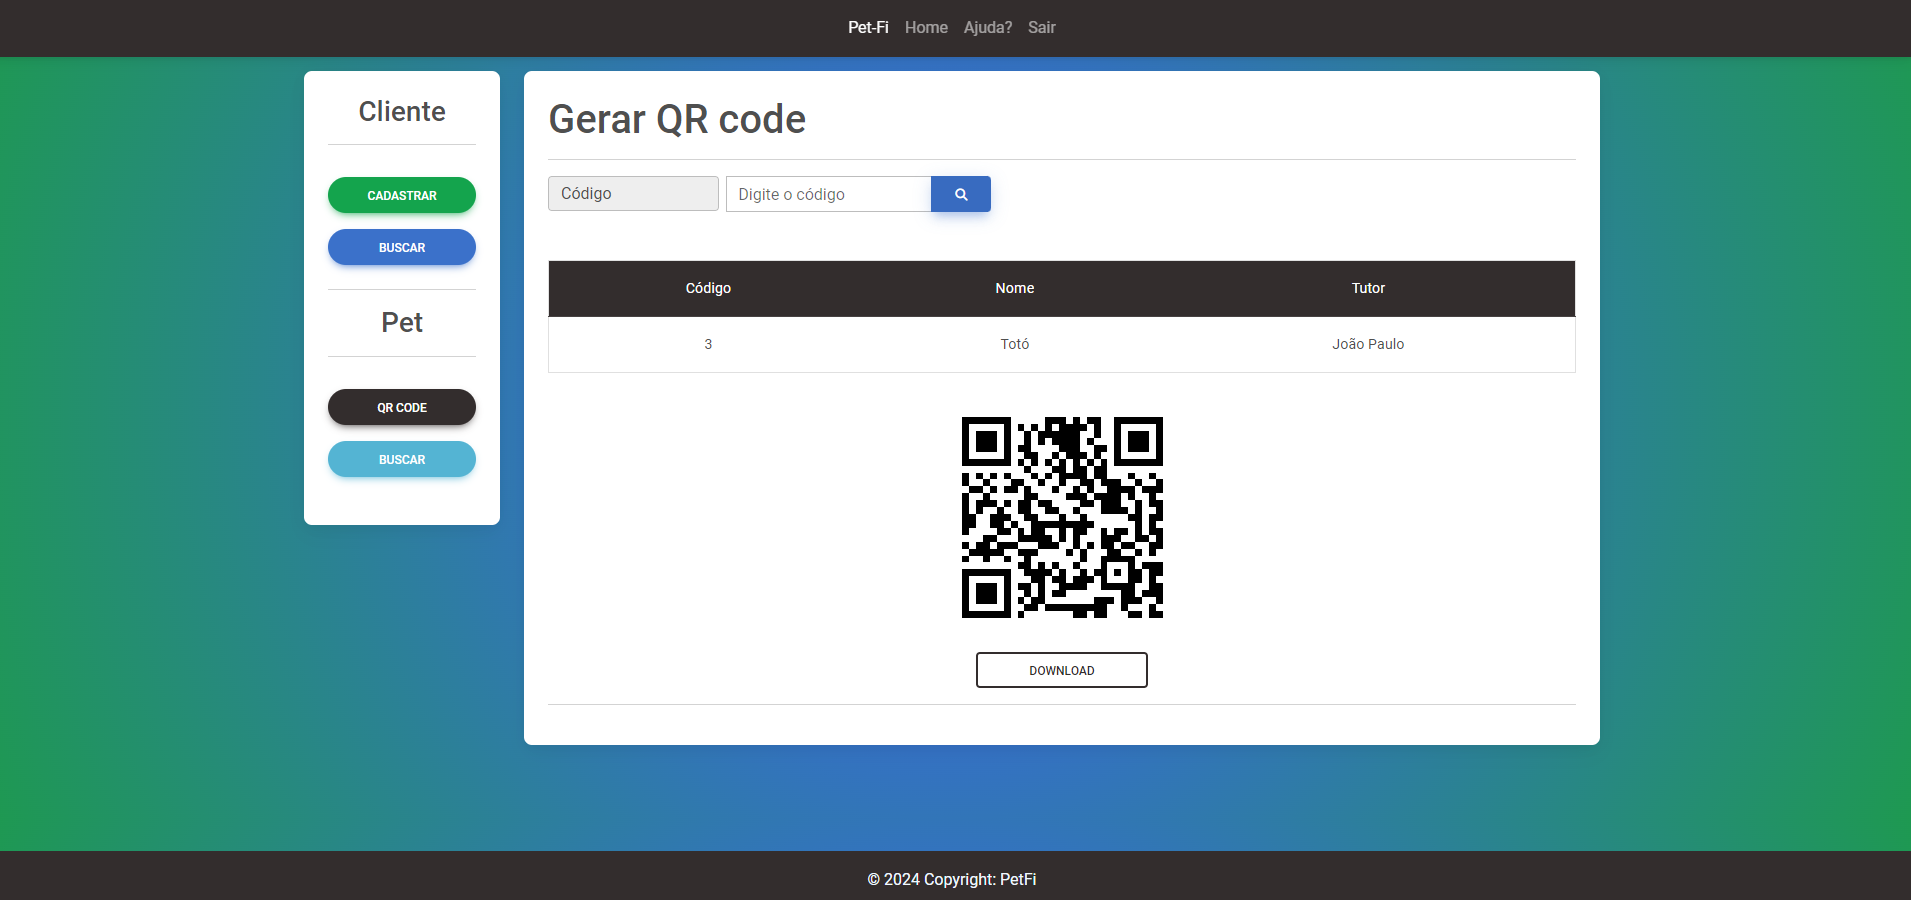 Pet-Fi Home Ajuda? Sair
Cliente
CADASTRAR
BUSCAR
Pet
QR CODE
BUSCAR
Gerar QR code
Código Digite o código
Código Nome Tutor
3 Totó João Paulo
DOWNLOAD
© 2024 Copyright: PetFi